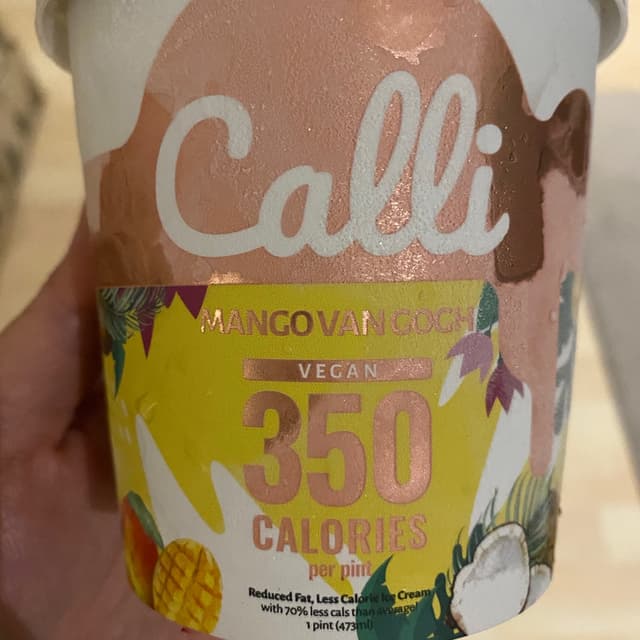 Calli
MANGO VAN GOGH
VEGAN
350
CALORIES
per pint
Reduced Fat, Less Calorie Ice Cream
with 70% less cals than average!
1 pint (473ml)